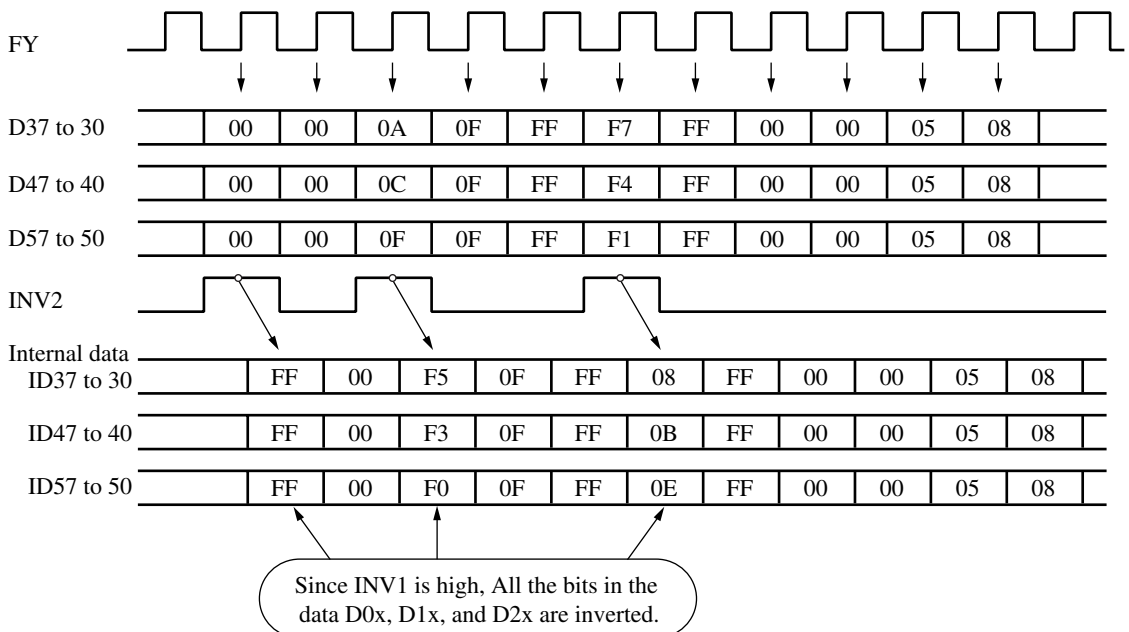 FY
D37 to 30 00 00 0A 0F FF F7 FF 00 00 05 08
D47 to 40 00 00 0C 0F FF F4 FF 00 00 05 08
D57 to 50 00 00 0F 0F FF F1 FF 00 00 05 08
INV2
Internal data
ID37 to 30 FF 00 F5 0F FF 08 FF 00 00 05 08
ID47 to 40 FF 00 F3 0F FF 0B FF 00 00 05 08
ID57 to 50 FF 00 F0 0F FF 0E FF 00 00 05 08
Since INV1 is high, All the bits in the
data D0x, D1x, and D2x are inverted.